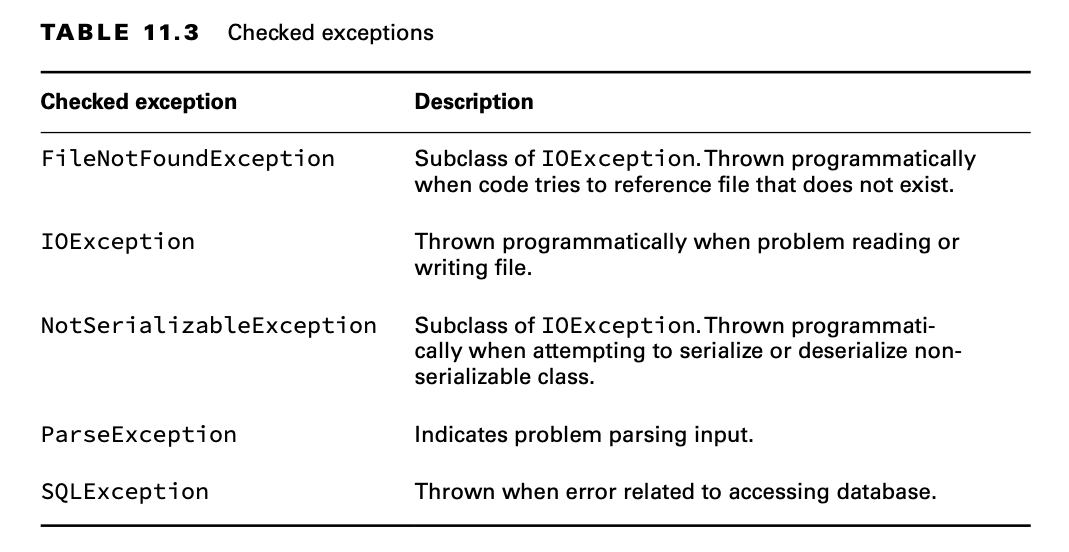 TABLE 11.3 Checked exceptions
Checked exception Description
FileNotFoundException Subclass of IOException. Thrown programmatically
when code tries to reference file that does not exist.
IOException Thrown programmatically when problem reading or
writing file.
NotSerializableException Subclass of IOException. Thrown programmati-
cally when attempting to serialize or deserialize non-
serializable class.
ParseException Indicates problem parsing input.
SQLException Thrown when error related to accessing database.